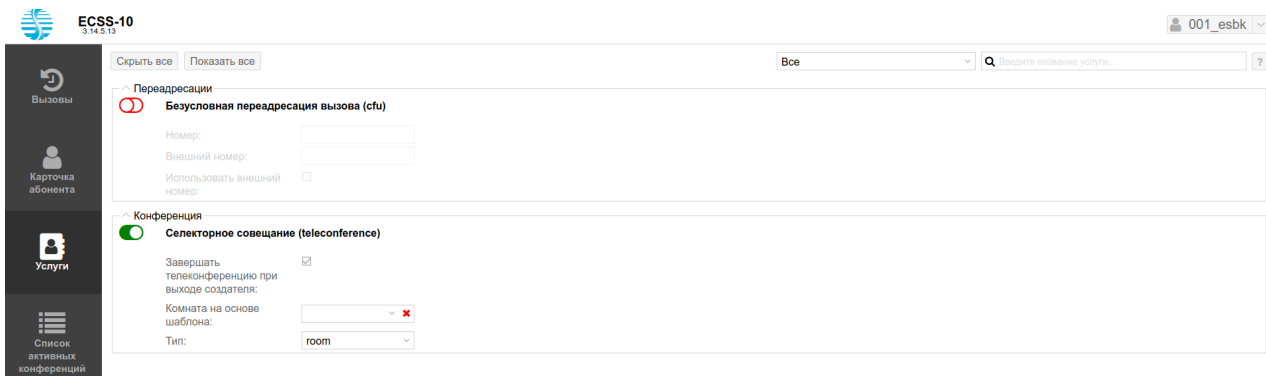 ECSS-10
3.14.5.13
001_esbk
Скрыть все Показать все Все Введите название услуги... ?
Вызовы
Карточка
абонента
Услуги
Список
активных
конференций
Переадресации
Безусловная переадресация вызова (cfu)
Номер:
Внешний номер:
Использовать внешний
номер:
Конференция
Селекторное совещание (teleconference)
Завершать
телеконференцию при
выходе создателя:
Комната на основе
шаблона:
Тип: room